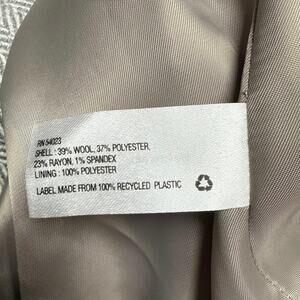 RN 54023
SHELL : 39% WOOL, 37% POLYESTER,
23% RAYON, 1% SPANDEX
LINING : 100% POLYESTER
LABEL MADE FROM 100% RECYCLED PLASTIC